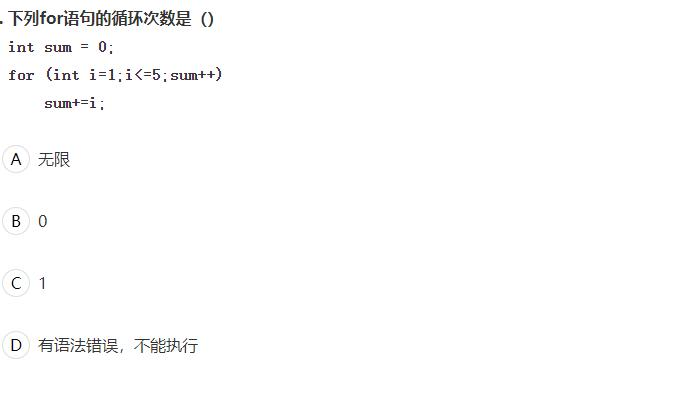 . 下列for语句的循环次数是（）
int sum = 0;
for (int i=1;i<=5;sum++)
sum+=i;
A 无限
B 0
C 1
D 有语法错误，不能执行